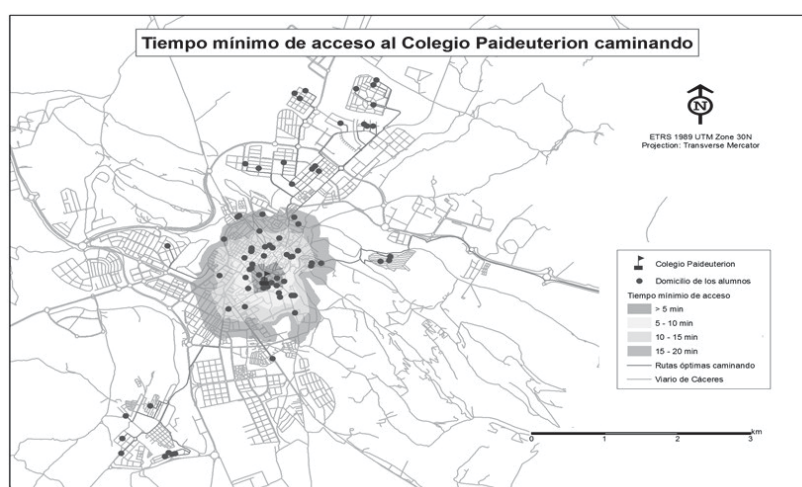 Tiempo mínimo de acceso al Colegio Paideuterion caminando
N
ETRS 1989 UTM Zone 30N
Projection: Transverse Mercator
Colegio Paideuterion
Domicilio de los alumnos
Tiempo mínimo de acceso
> 5 min
5 - 10 min
10 - 15 min
15 - 20 min
Rutas óptimas caminando
Viario de Cáceres
km
0 1 2 3